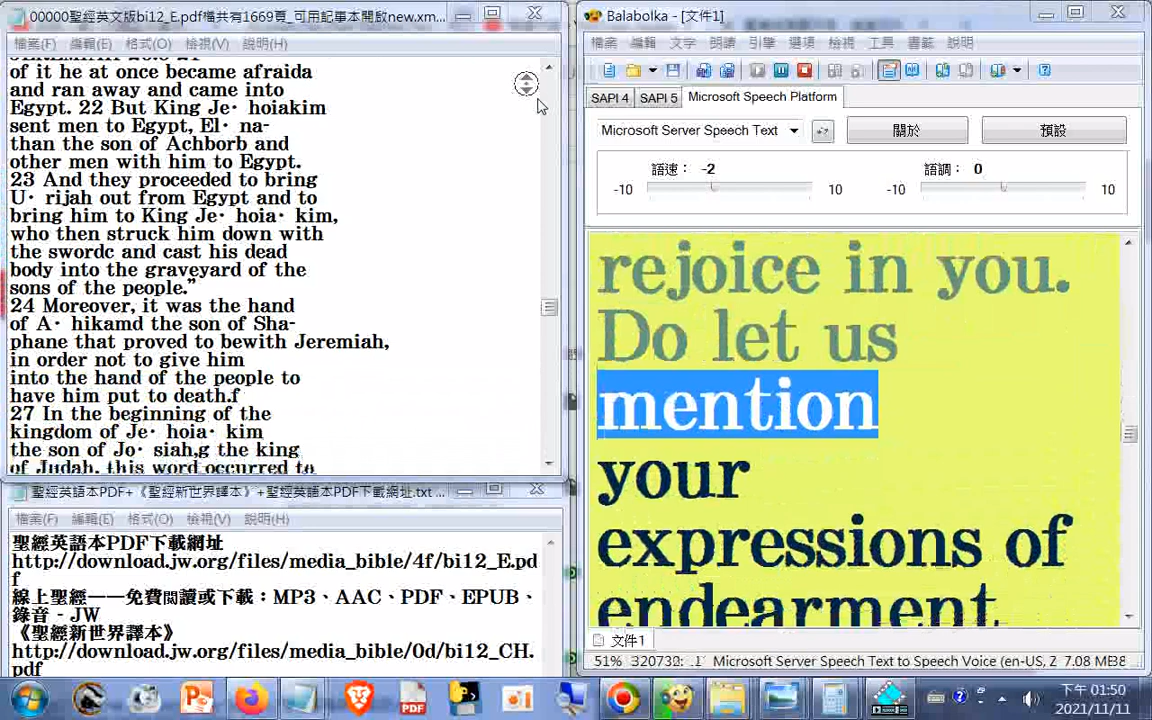 00000聖經英文版bi12_E.pdf檔共有1669頁_可用記事本開啟new.xm...
檔案(F) 編輯(E) 格式(O) 檢視(V) 說明(H)
of it he at once became afraida
and ran away and came into
Egypt. 22 But King Je· hoiakim
sent men to Egypt, El· na-
than the son of Achborb and
other men with him to Egypt.
23 And they proceeded to bring
U· rijah out from Egypt and to
bring him to King Je· hoia· kim,
who then struck him down with
the swordc and cast his dead
body into the graveyard of the
sons of the people.”
24 Moreover, it was the hand
of A· hikamd the son of Sha-
phane that proved to bewith Jeremiah,
in order not to give him
into the hand of the people to
have him put to death.f
27 In the beginning of the
kingdom of Je· hoia· kim
the son of Jo· siah,g the king
of Judah, this word occurred to
聖經英語本PDF+《聖經新世界譯本》+聖經英語本PDF下載網址.txt ...
檔案(F) 編輯(E) 格式(O) 檢視(V) 說明(H)
聖經英語本PDF下載網址
http://download.jw.org/files/media_bible/4f/bi12_E.pd
f
線上聖經——免費閱讀或下載：MP3、AAC、PDF、EPUB、
錄音 - JW
《聖經新世界譯本》
http://download.jw.org/files/media_bible/0d/bi12_CH.
pdf
Balabolka - [文件1]
檔案 編輯 文字 朗讀 引擎 選項 檢視 工具 書籤 說明
SAPI 4 SAPI 5 Microsoft Speech Platform
Microsoft Server Speech Text 關於 預設
語速： -2 語調： 0
-10 10 -10 10
rejoice in you.
Do let us
mention
your
expressions of
endearment
文件1
51% 320732: .1 Microsoft Server Speech Text to Speech Voice (en-US, 2 7.08 MB
下午 01:50
2021/11/11